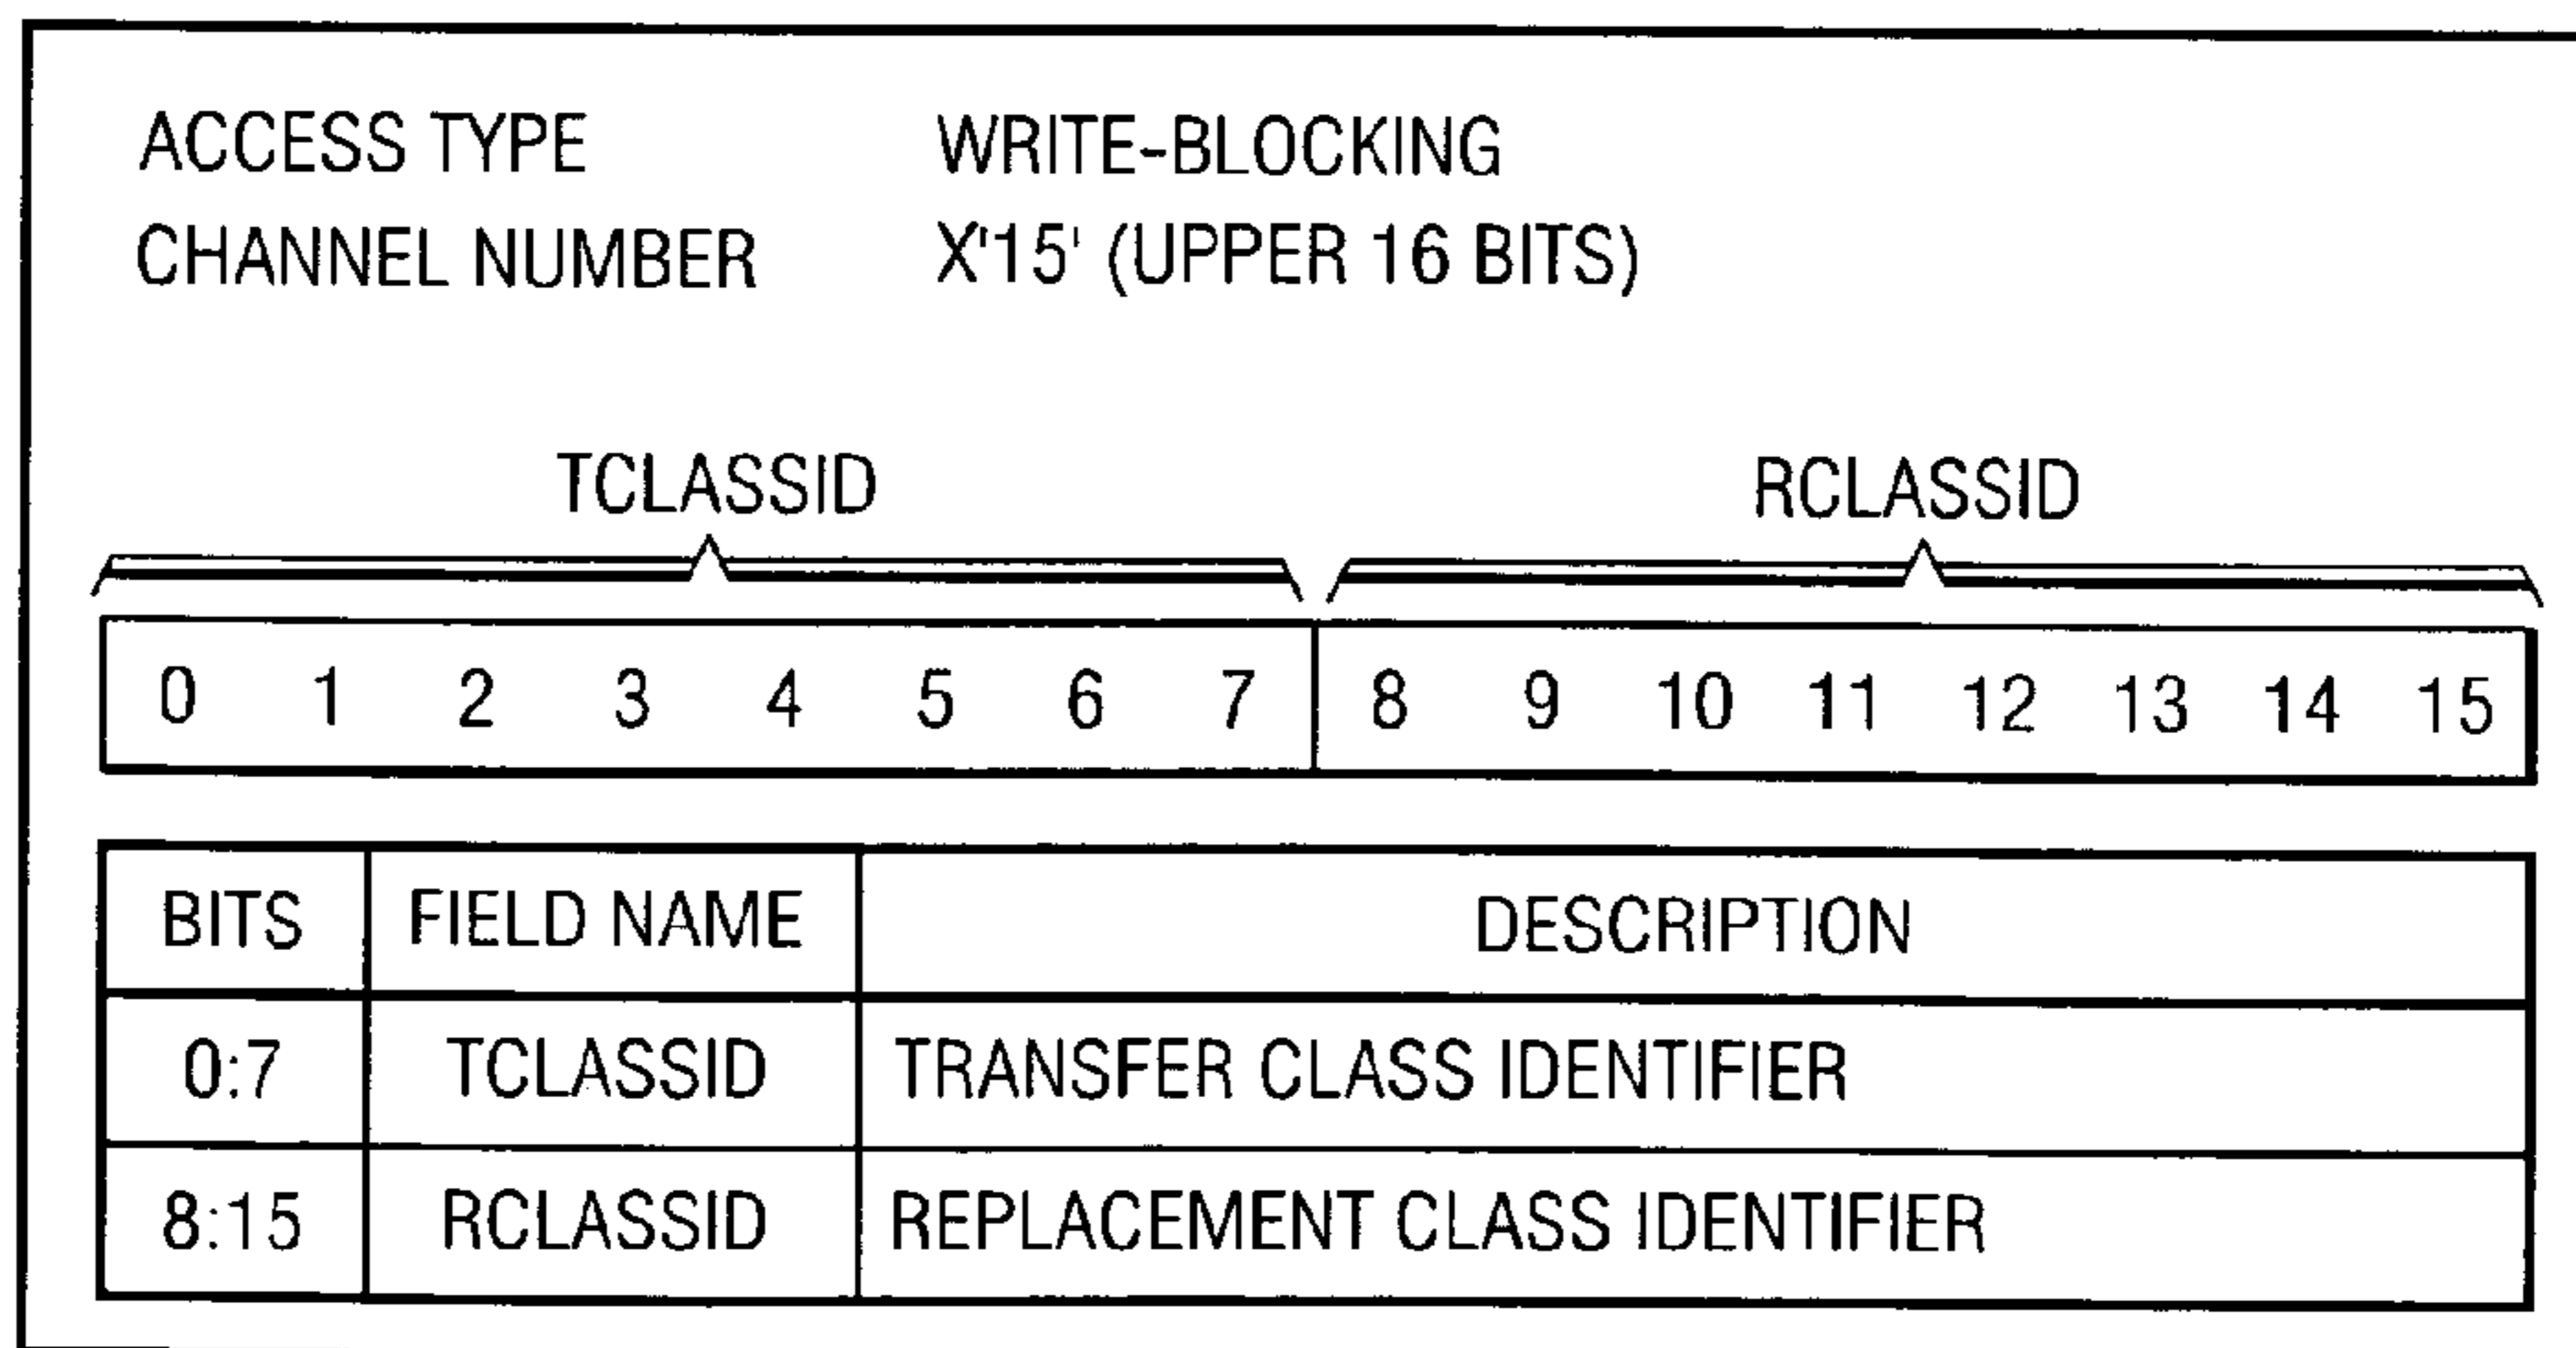 ACCESS TYPE WRITE-BLOCKING
CHANNEL NUMBER X'15' (UPPER 16 BITS)
TCLASSID RCLASSID
0 1 2 3 4 5 6 7 8 9 10 11 12 13 14 15
BITS FIELD NAME DESCRIPTION
0:7 TCLASSID TRANSFER CLASS IDENTIFIER
8:15 RCLASSID REPLACEMENT CLASS IDENTIFIER